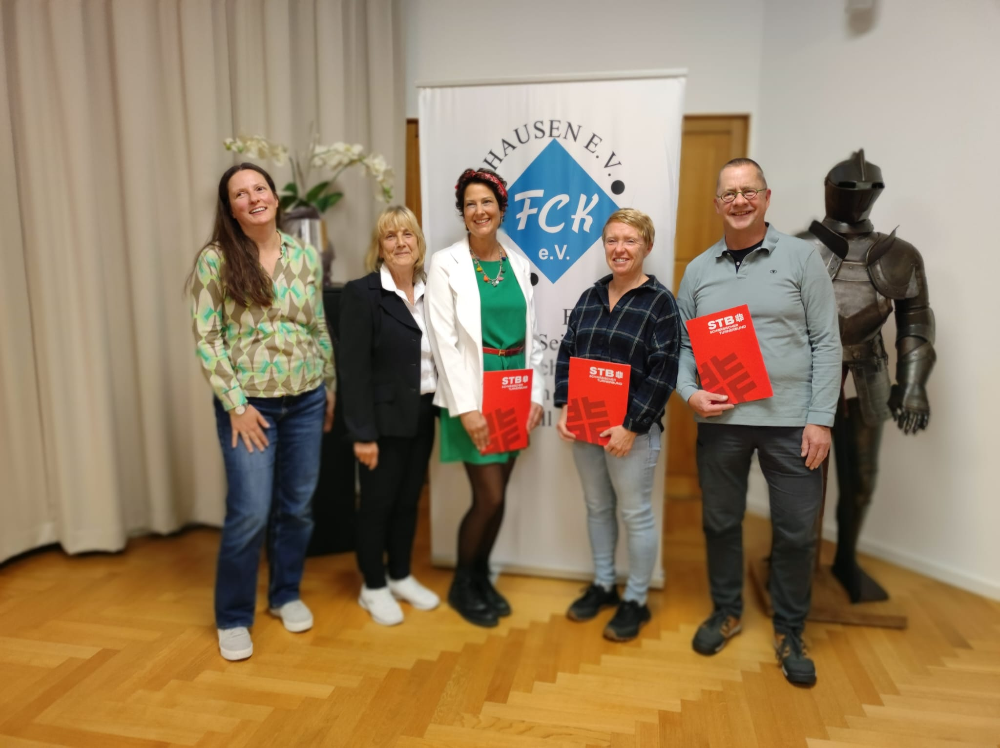 HAUSEN E.V.
FCK
e.V.
STB
SCHWÄBISCHER
TURNERBUND
STB
SCHWÄBISCHER
TURNERBUND
STB
SCHWÄBISCHER
TURNERBUND